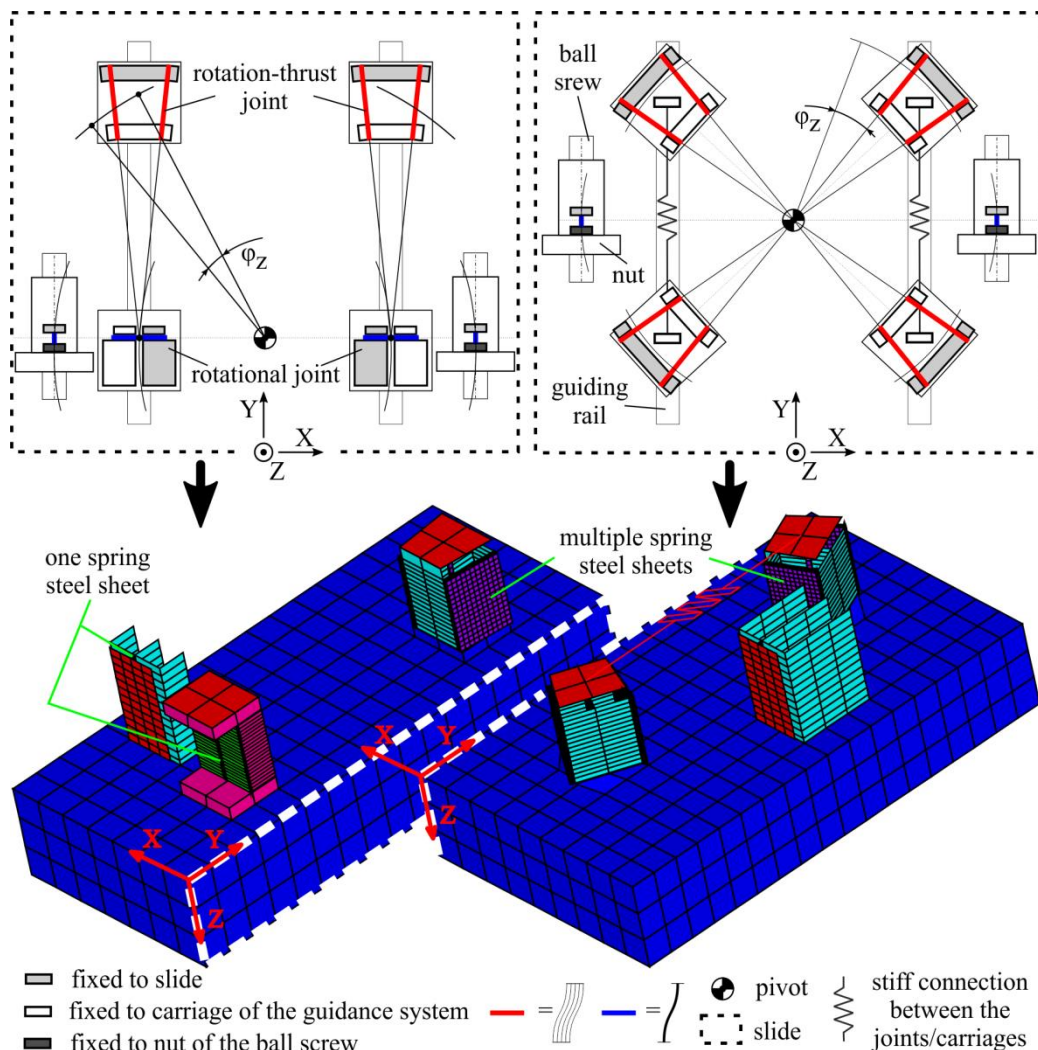 rotation-thrust
joint
φZ
rotational joint
Y
X
Z
ball
srew
φZ
nut
guiding
rail
Y
X
Z
one spring
steel sheet
multiple spring
steel sheets
X
Y
Z
X
Y
Z
fixed to slide
fixed to carriage of the guidance system
fixed to nut of the ball screw
=
=
pivot
slide
stiff connection
between the
joints/carriages